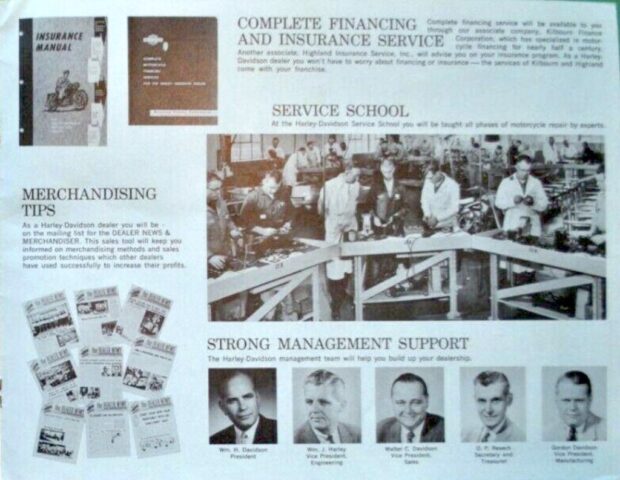 INSURANCE
MANUAL
COMPLETE
MOTORCYCLE
FINANCING
SERVICES
COMPLETE FINANCING
AND INSURANCE SERVICE
Complete financing service will be available to you
through our associate company, Kilbourn Finance
Corporation, which has specialized in motor-
cycle financing for nearly half a century.
Another associate, Highland Insurance Service, Inc., will advise you on your insurance program. As a Harley-
Davidson dealer you won't have to worry about financing or insurance — the services of Kilbourn and Highland
come with your franchise.
SERVICE SCHOOL
At the Harley-Davidson Service School you will be taught all phases of motorcycle repair by experts.
MERCHANDISING
TIPS
As a Harley-Davidson dealer you will be
on the mailing list for the DEALER NEWS &
MERCHANDISER. This sales tool will keep you
informed on merchandising methods and sales
promotion techniques which other dealers
have used successfully to increase their profits.
The DEALER NEWS
STRONG MANAGEMENT SUPPORT
The Harley-Davidson management team will help you build up your dealership.
Wm. H. Davidson
President
Wm. J. Harley
Vice President,
Engineering
Walter C. Davidson
Vice President,
Sales
O. P. Resech
Secretary and
Treasurer
Gordon Davidson
Vice President,
Manufacturing